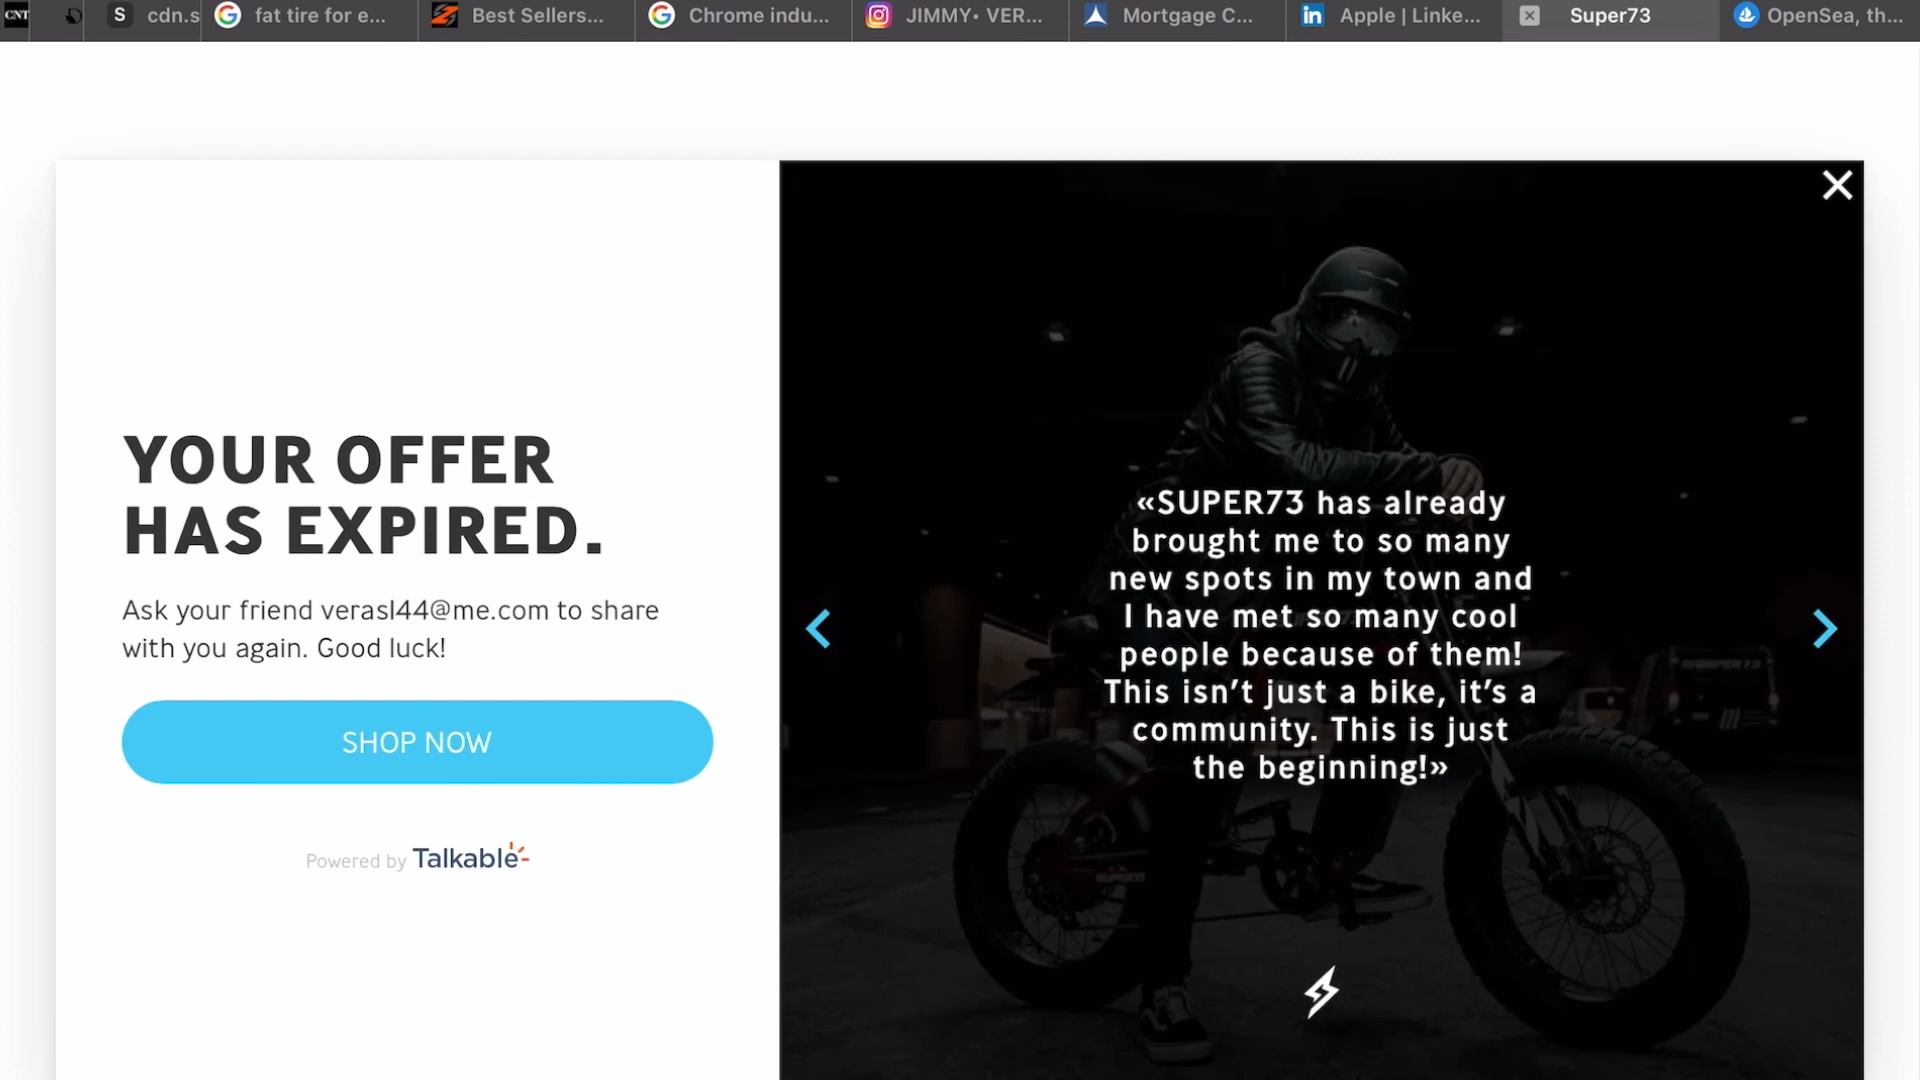 CNT
S cdn.s
fat tire for e...
Best Sellers...
Chrome indu...
JIMMY• VER...
Mortgage C...
in Apple | Linke...
Super73
OpenSea, th...
YOUR OFFER
HAS EXPIRED.
Ask your friend verasl44@me.com to share
with you again. Good luck!
SHOP NOW
Powered by Talkable
«SUPER73 has already
brought me to so many
new spots in my town and
I have met so many cool
people because of them!
This isn’t just a bike, it’s a
community. This is just
the beginning!»